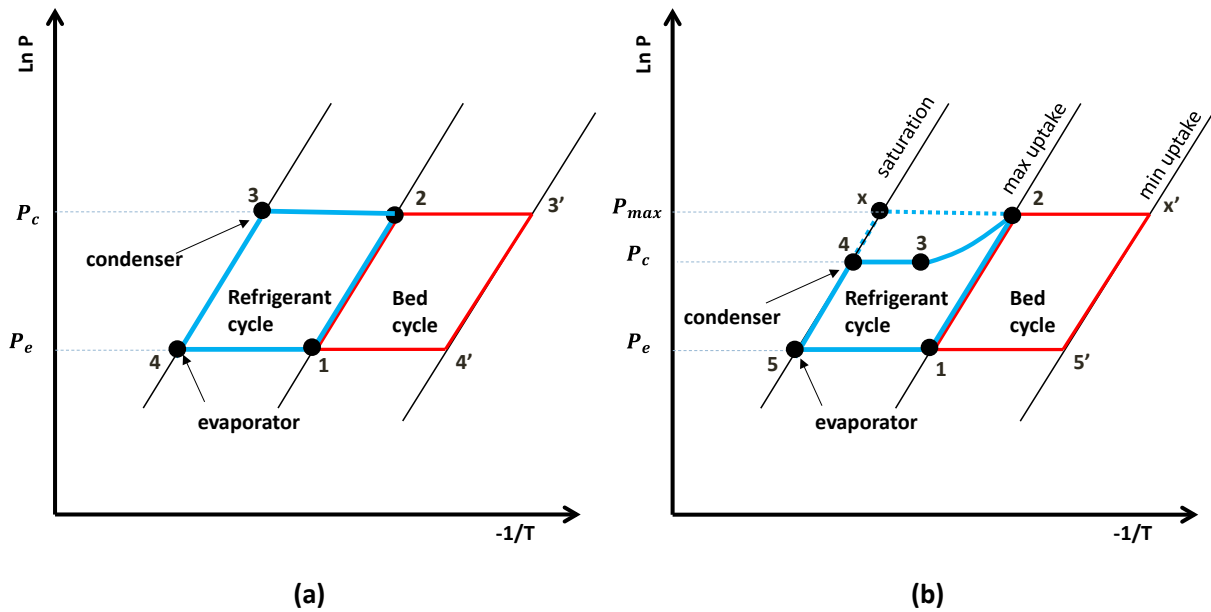 Ln P
3
2
3’
P_c
condenser
Refrigerant
cycle
Bed
cycle
P_e
4
1
4’
evaporator
-1/T
(a)
Ln P
saturation
max uptake
min uptake
P_max
x
2
x’
4
3
P_c
condenser
Refrigerant
cycle
Bed
cycle
P_e
5
1
5’
evaporator
-1/T
(b)